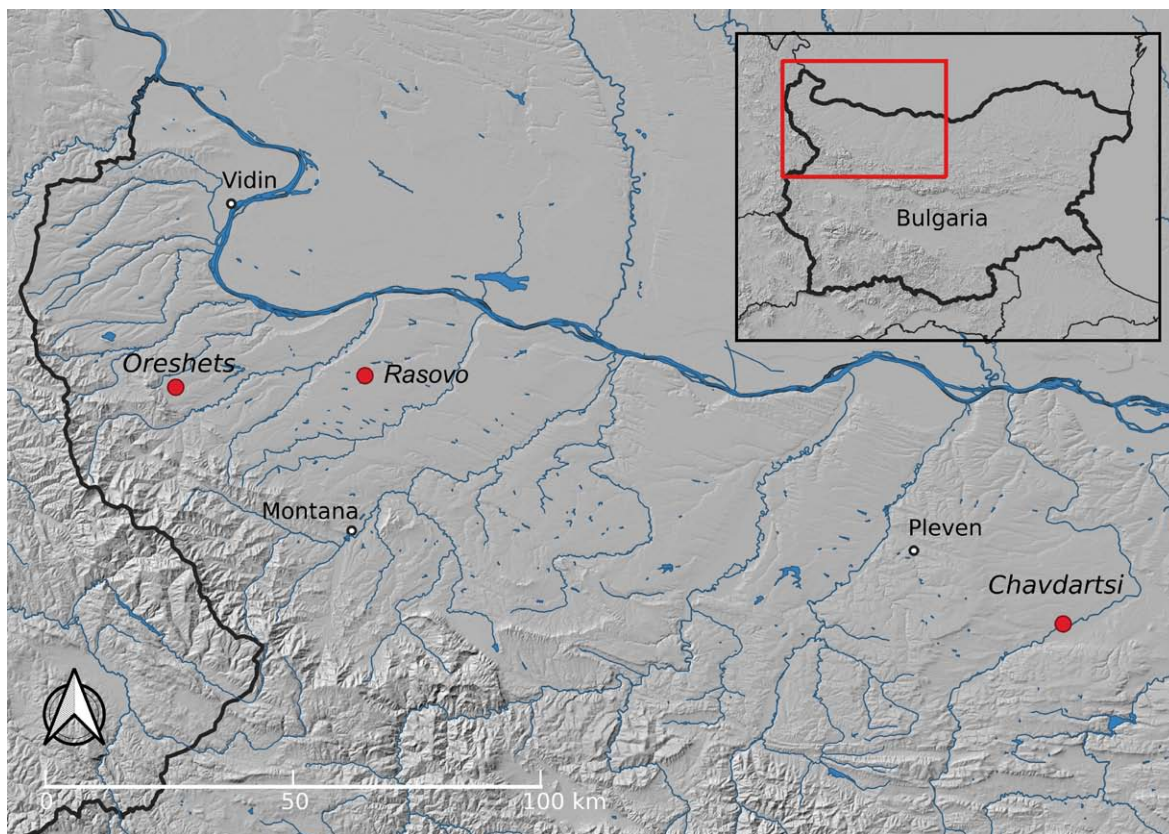 Vidin
Bulgaria
Oreshets
Rasovo
Montana
Pleven
Chavdartsi
0 50 100 km